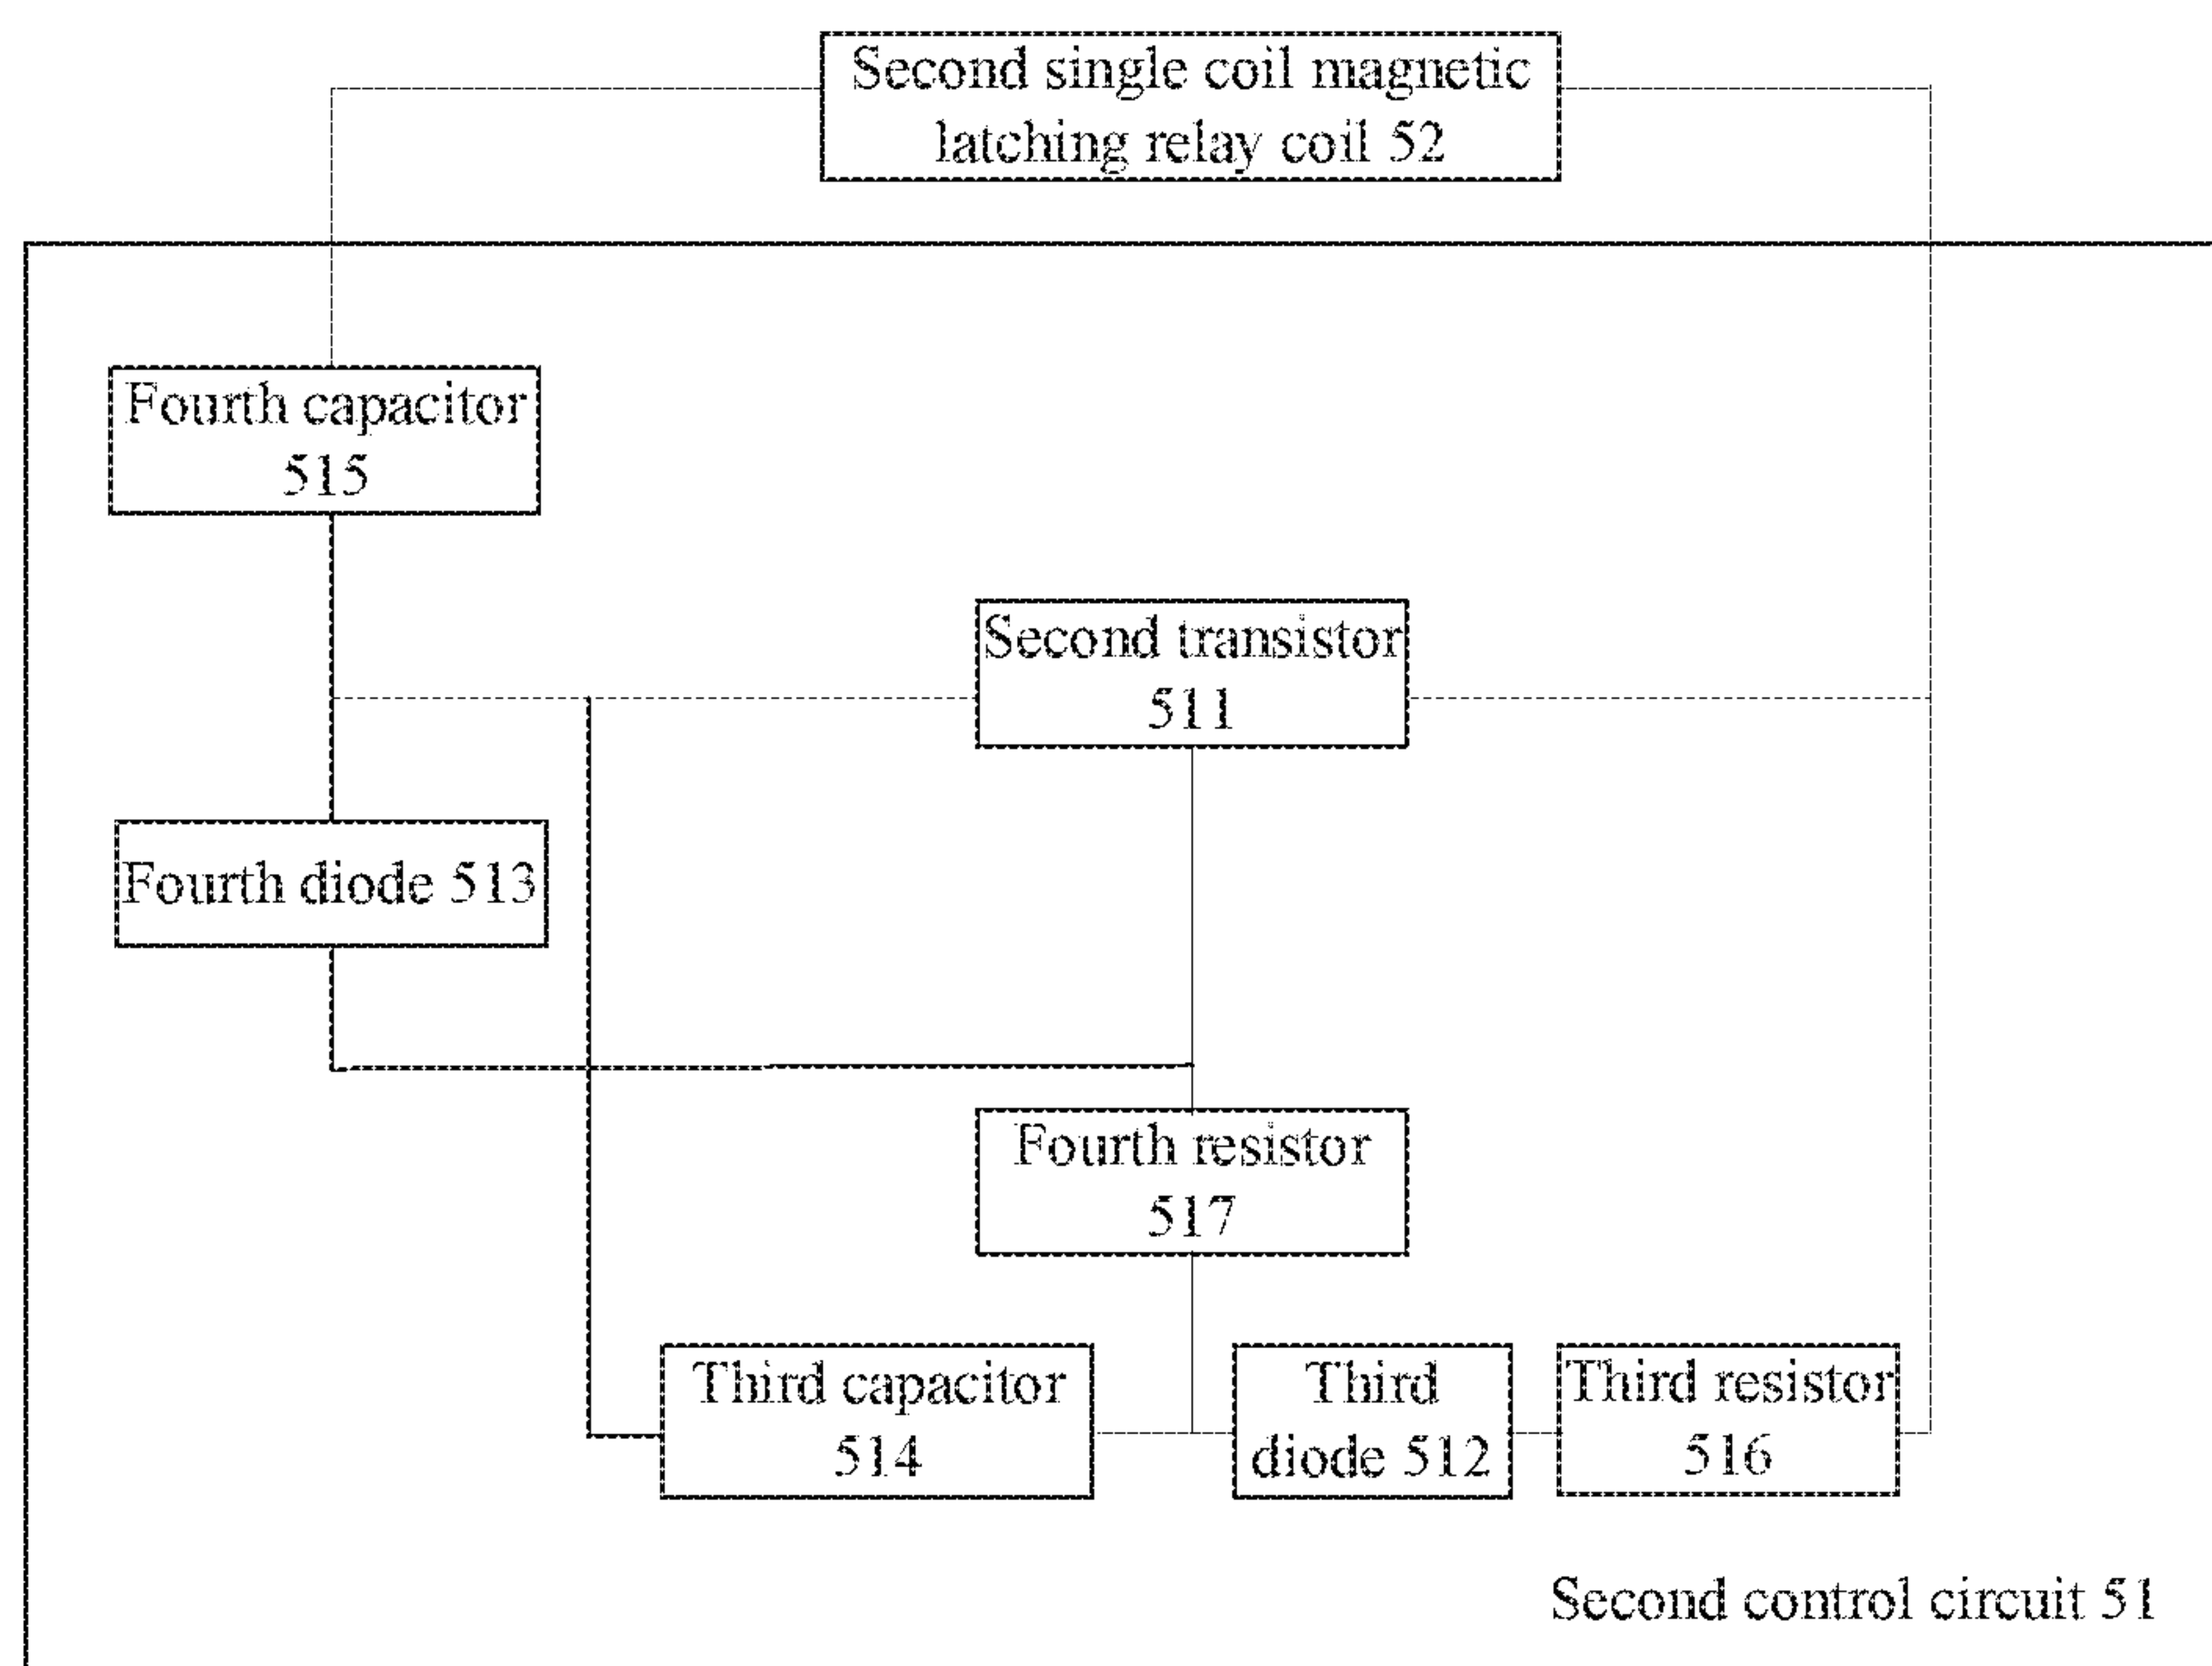 Second single coil magnetic
latching relay coil 52
Fourth capacitor
515
Second transistor
511
Fourth diode 513
Fourth resistor
517
Third capacitor
514
Third
diode 512
Third resistor
516
Second control circuit 51